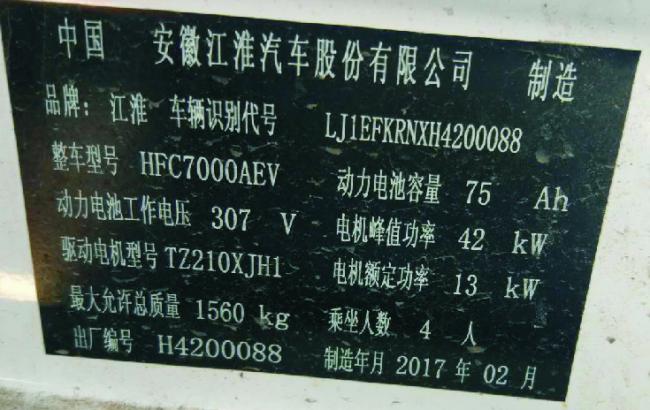 中国 安徽江淮汽车股份有限公司 制造
品牌: 江淮 车辆识别代号 LJ1EFKRNXH4200088
整车型号 HFC7000AEV 动力电池容量 75 Ah
动力电池工作电压 307 V 电机峰值功率 42 kW
驱动电机型号 TZ210XJH1 电机额定功率 13 kW
最大允许总质量 1560 kg 乘坐人数 4 人
出厂编号 H4200088 制造年月 2017 年 02 月